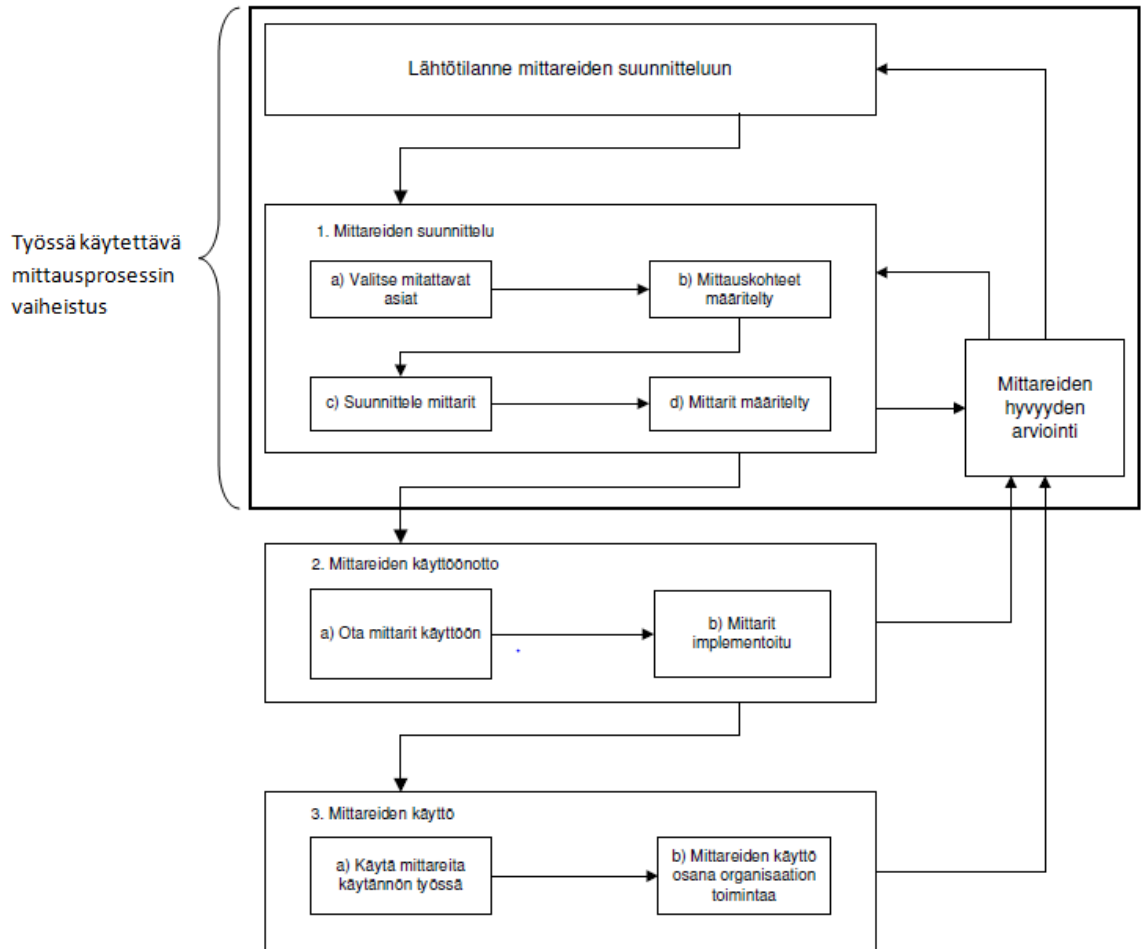 Lähtötilanne mittareiden suunnitteluun
Työssä käytettävä
mittausprosessin
vaiheistus
1. Mittareiden suunnittelu
a) Valitse mitattavat
asiat
b) Mittauskohteet
määritelty
c) Suunnittele mittarit
d) Mittarit määritelty
Mittareiden
hyvyyden
arviointi
2. Mittareiden käyttöönotto
a) Ota mittarit käyttöön
b) Mittarit
implementoitu
3. Mittareiden käyttö
a) Käytä mittareita
käytännön työssä
b) Mittareiden käyttö
osana organisaation
toimintaa